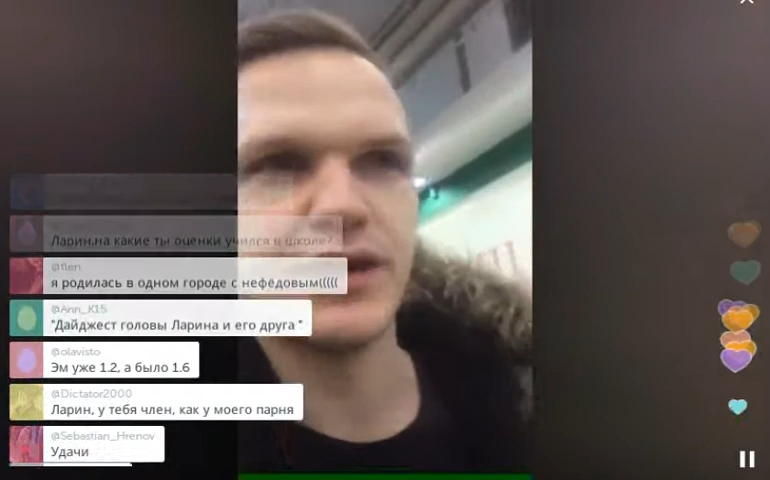 Ларин,на какие ты оценки учился в школе?
@flen
я родилась в одном городе с нефёдовым(((((
@Ann_K15
"Дайджест головы Ларина и его друга "
@olavisto
Эм уже 1.2, а было 1.6
@Dictator2000
Ларин, у тебя член, как у моего парня
@Sebastian_Hrenov
Удачи